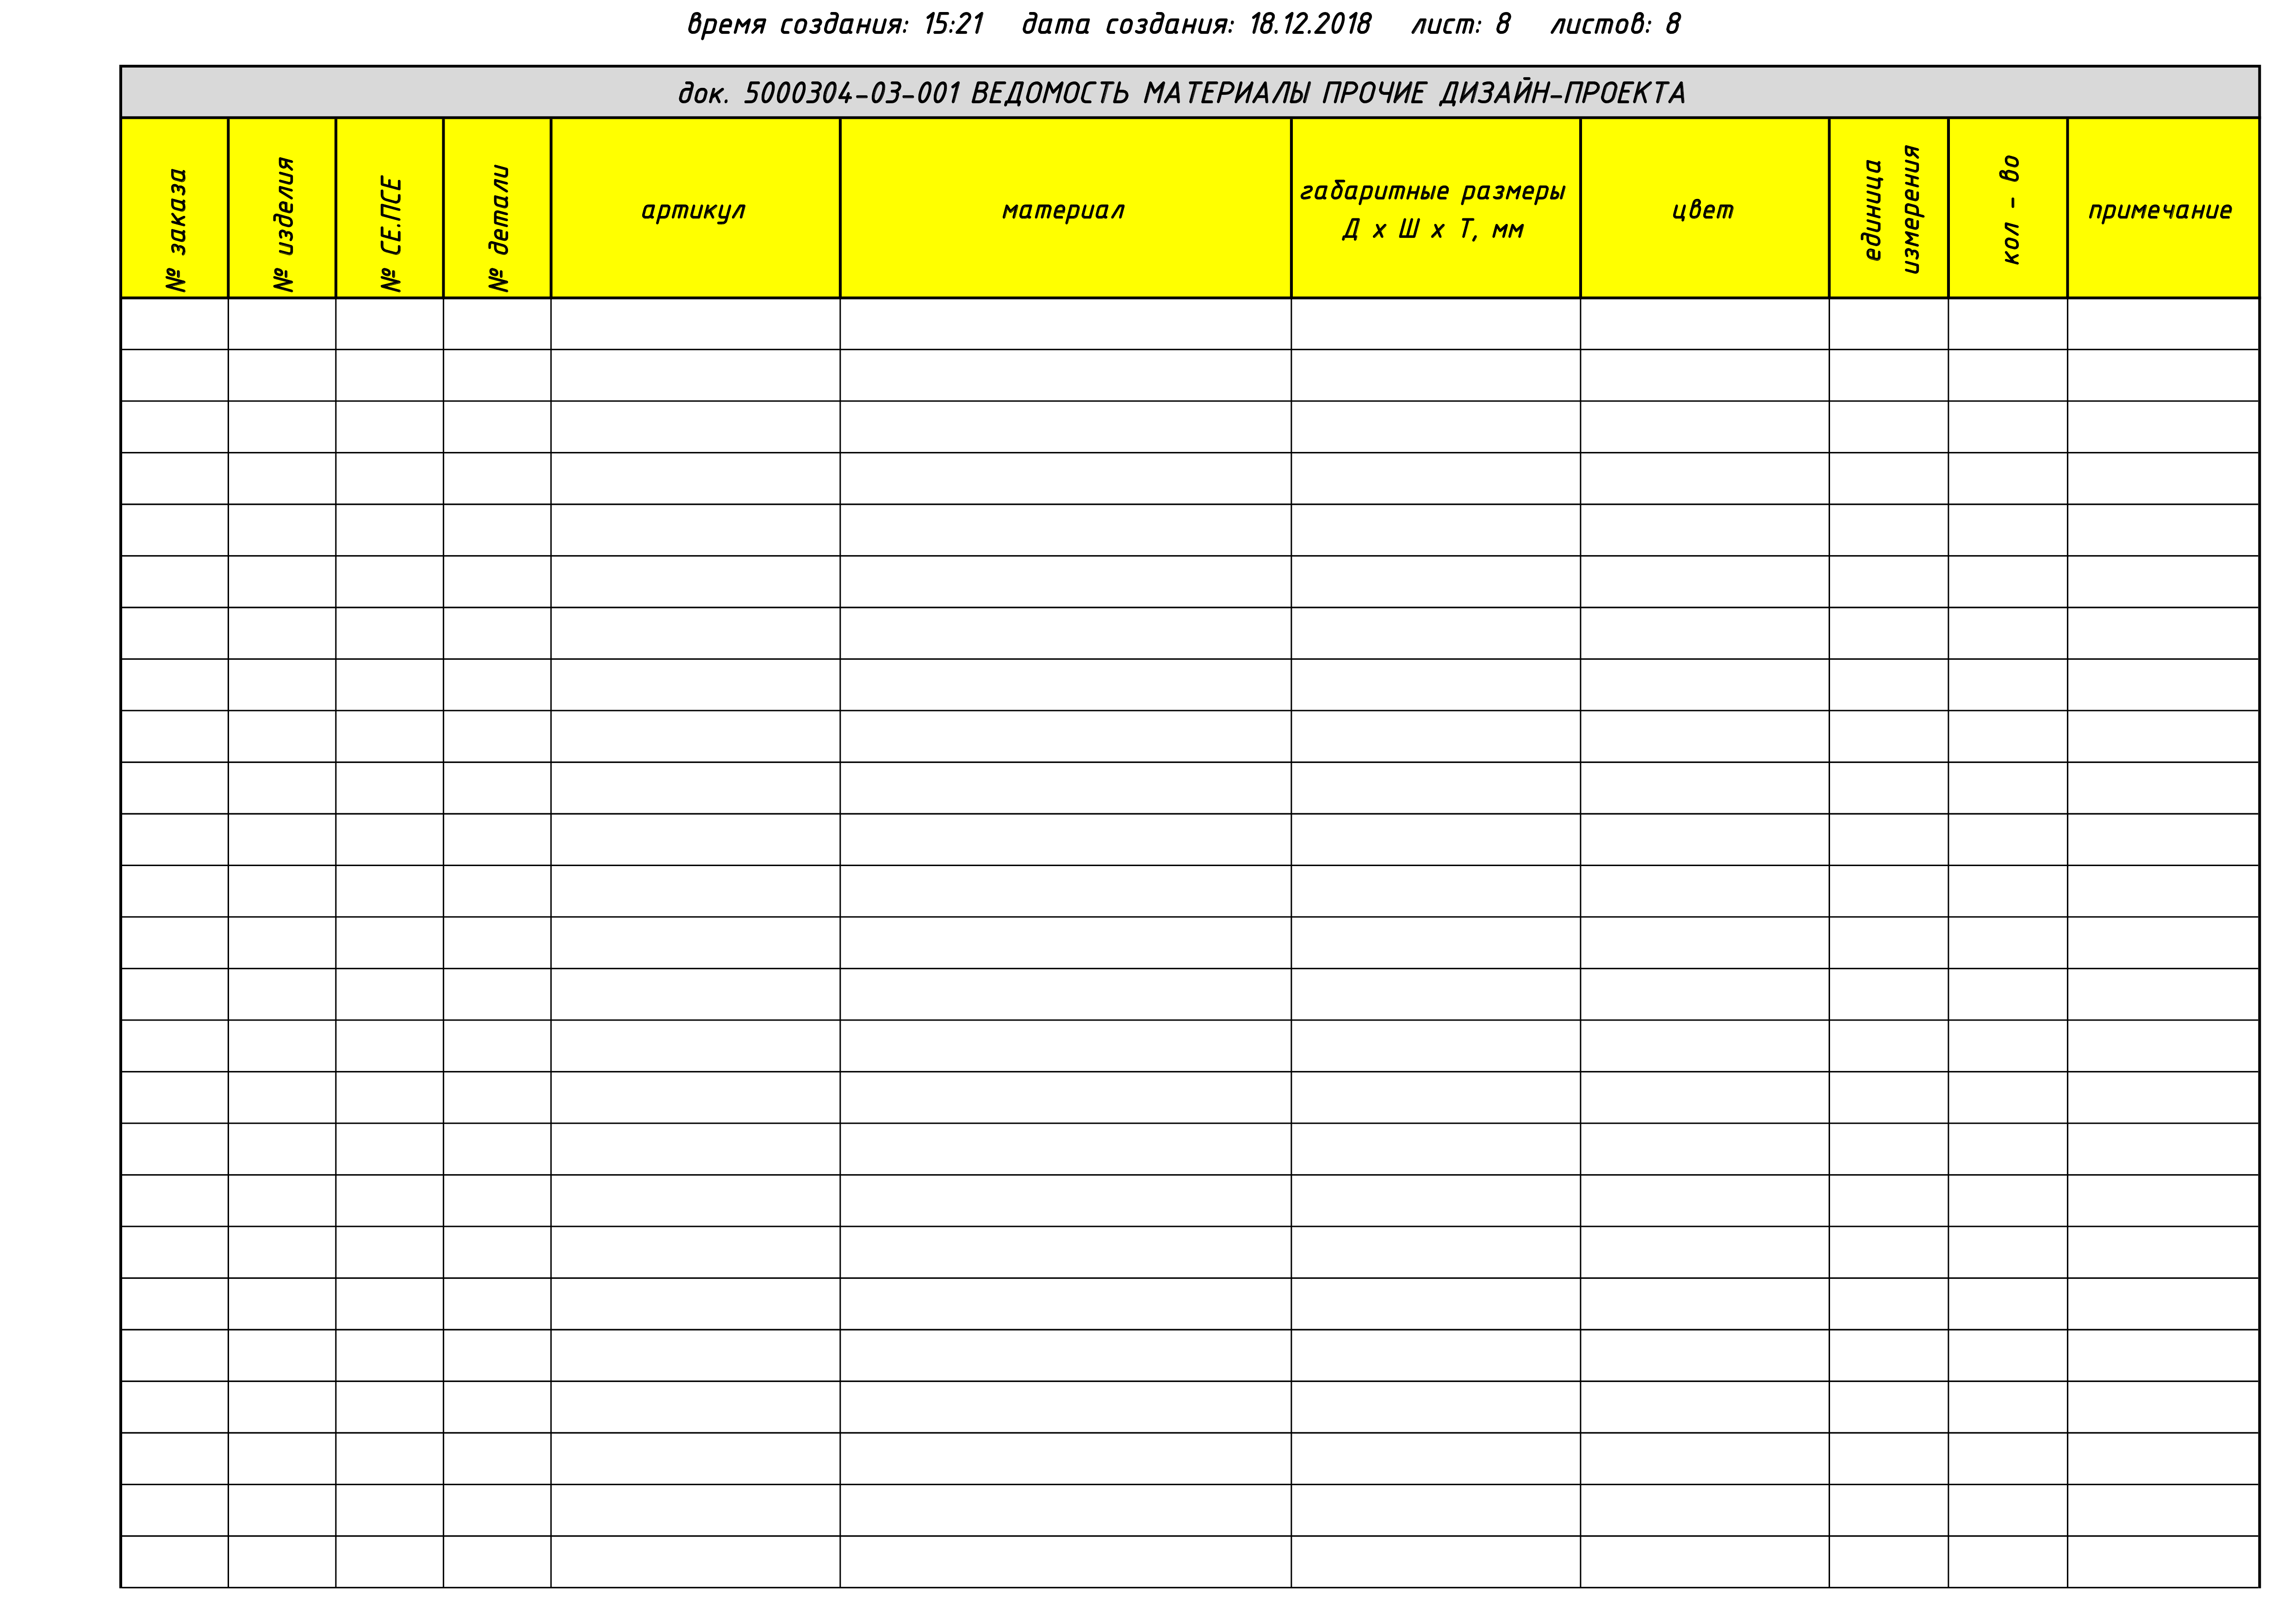 время создания: 15:21 дата создания: 18.12.2018 лист: 8 листов: 8
док. 5000304-03-001 ВЕДОМОСТЬ МАТЕРИАЛЫ ПРОЧИЕ ДИЗАЙН-ПРОЕКТА
№ заказа
№ изделия
№ СЕ.ПСЕ
№ детали
артикул
материал
габаритные размеры
Д х Ш х Т, мм
цвет
единица
измерения
кол - во
примечание